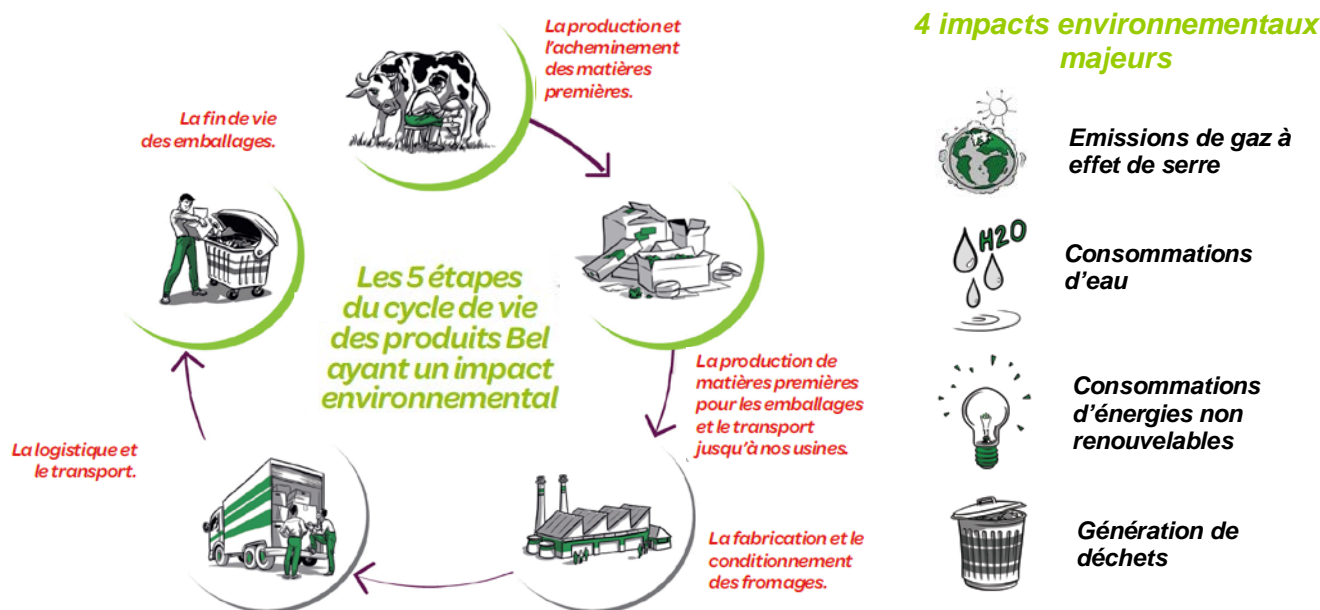 La production et
l'acheminement
des matières
premières.
La fin de vie
des emballages.
Les 5 étapes
du cycle de vie
des produits Bel
ayant un impact
environnemental
La production de
matières premières
pour les emballages
et le transport
jusqu'à nos usines.
La logistique et
le transport.
La fabrication et le
conditionnement
des fromages.
4 impacts environnementaux
majeurs
Emissions de gaz à
effet de serre
H2O
Consommations
d'eau
Consommations
d'énergies non
renouvelables
Génération de
déchets